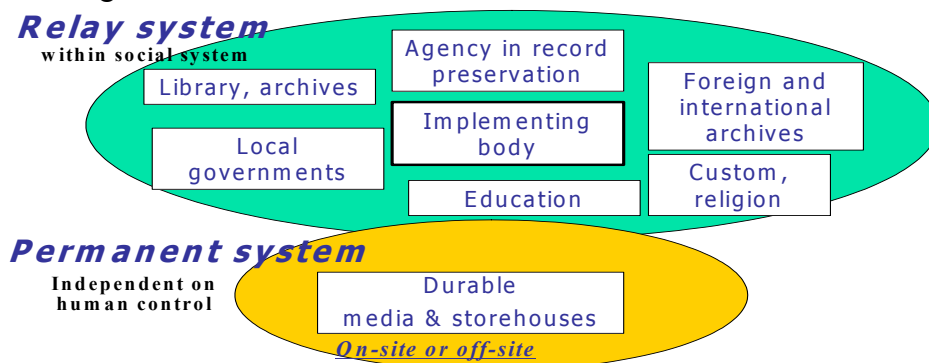 Relay system
within social system
Agency in record
preservation
Library, archives
Foreign and
international
archives
Implementing
body
Local
governments
Custom,
religion
Education
Permanent system
Independent on
human control
Durable
media & storehouses
On-site or off-site